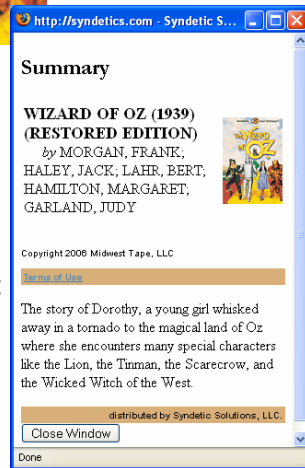 http://syndetics.com - Syndetic S...
Summary
WIZARD OF OZ (1939)
(RESTORED EDITION)
by MORGAN, FRANK;
HALEY, JACK; LAHR, BERT;
HAMILTON, MARGARET;
GARLAND, JUDY
WIZARD
OF OZ
Copyright 2006 Midwest Tape, LLC
Terms of Use
The story of Dorothy, a young girl whisked
away in a tornado to the magical land of Oz
where she encounters many special characters
like the Lion, the Tinman, the Scarecrow, and
the Wicked Witch of the West.
distributed by Syndetic Solutions, LLC.
Close Window
Done